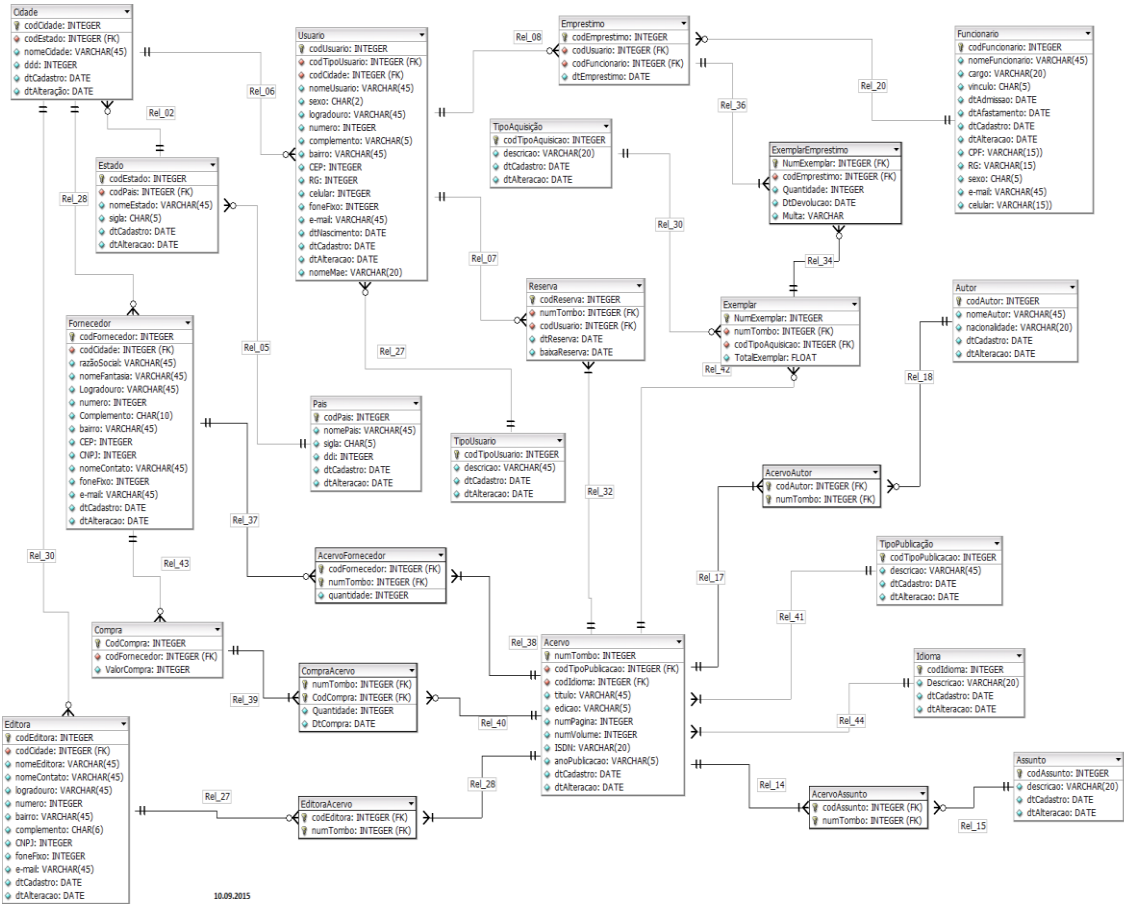 Cidade
codCidade: INTEGER
codEstado: INTEGER (FK)
nomeCidade: VARCHAR(45)
ddd: INTEGER
dtCadastro: DATE
dtAlteração: DATE
Rel_02
Rel_06
Usuario
codUsuario: INTEGER
codTipoUsuario: INTEGER (FK)
codCidade: INTEGER (FK)
nomeUsuario: VARCHAR(45)
sexo: CHAR(2)
logradouro: VARCHAR(45)
numero: INTEGER
complemento: VARCHAR(5)
bairro: VARCHAR(45)
CEP: INTEGER
RG: INTEGER
celular: INTEGER
foneFixo: INTEGER
e-mail: VARCHAR(45)
dtNascimento: DATE
dtCadastro: DATE
dtAlteracao: DATE
nomeMae: VARCHAR(20)
Rel_08
Emprestimo
codEmprestimo: INTEGER
codUsuario: INTEGER (FK)
codFuncionario: INTEGER (FK)
dtEmprestimo: DATE
Rel_36
Rel_20
Funcionario
codFuncionario: INTEGER
nomeFuncionario: VARCHAR(45)
cargo: VARCHAR(20)
vinculo: CHAR(5)
dtAdmissao: DATE
dtAfastamento: DATE
dtCadastro: DATE
dtAlteracao: DATE
CPF: VARCHAR(15))
RG: VARCHAR(15)
sexo: CHAR(5)
e-mail: VARCHAR(45)
celular: VARCHAR(15))
TipoAquisição
codTipoAquisicao: INTEGER
descricao: VARCHAR(20)
dtCadastro: DATE
dtAlteracao: DATE
ExemplarEmprestimo
NumExemplar: INTEGER (FK)
codEmprestimo: INTEGER (FK)
Quantidade: INTEGER
DtDevolucao: DATE
Multa: VARCHAR
Estado
codEstado: INTEGER
codPais: INTEGER (FK)
nomeEstado: VARCHAR(45)
sigla: CHAR(5)
dtCadastro: DATE
dtAlteracao: DATE
Rel_28
Rel_30
Rel_07
Rel_34
Reserva
codReserva: INTEGER
numTombo: INTEGER (FK)
codUsuario: INTEGER (FK)
dtReserva: DATE
baixaReserva: DATE
Exemplar
NumExemplar: INTEGER
numTombo: INTEGER (FK)
codTipoAquisicao: INTEGER (FK)
TotalExemplar: FLOAT
Autor
codAutor: INTEGER
nomeAutor: VARCHAR(45)
nacionalidade: VARCHAR(20)
dtCadastro: DATE
dtAlteracao: DATE
Fornecedor
codFornecedor: INTEGER
codCidade: INTEGER (FK)
razãoSocial: VARCHAR(45)
nomeFantasia: VARCHAR(45)
Logradouro: VARCHAR(45)
numero: INTEGER
Complemento: CHAR(10)
bairro: VARCHAR(45)
CEP: INTEGER
CNPJ: INTEGER
nomeContato: VARCHAR(45)
foneFixo: INTEGER
e-mail: VARCHAR(45)
dtCadastro: DATE
dtAlteracao: DATE
Rel_05
Rel_27
Rel_42
Rel_18
Pais
codPais: INTEGER
nomePais: VARCHAR(45)
sigla: CHAR(5)
ddi: INTEGER
dtCadastro: DATE
dtAlteracao: DATE
TipoUsuario
codTipoUsuario: INTEGER
descricao: VARCHAR(45)
dtCadastro: DATE
dtAlteracao: DATE
Rel_32
AcervoAutor
codAutor: INTEGER (FK)
numTombo: INTEGER (FK)
Rel_37
Rel_30
Rel_43
AcervoFornecedor
codFornecedor: INTEGER (FK)
numTombo: INTEGER (FK)
quantidade: INTEGER
Rel_17
TipoPublicação
codTipoPublicacao: INTEGER
descricao: VARCHAR(45)
dtCadastro: DATE
dtAlteracao: DATE
Rel_41
Compra
CodCompra: INTEGER
codFornecedor: INTEGER (FK)
ValorCompra: INTEGER
Rel_38
Acervo
numTombo: INTEGER
codTipoPublicacao: INTEGER (FK)
codIdioma: INTEGER (FK)
titulo: VARCHAR(45)
edicao: VARCHAR(5)
numPagina: INTEGER
numVolume: INTEGER
ISDN: VARCHAR(20)
anoPublicacao: VARCHAR(5)
dtCadastro: DATE
dtAlteracao: DATE
Idioma
codIdioma: INTEGER
Descricao: VARCHAR(20)
dtCadastro: DATE
dtAlteracao: DATE
CompraAcervo
numTombo: INTEGER (FK)
CodCompra: INTEGER (FK)
Quantidade: INTEGER
DtCompra: DATE
Rel_39
Rel_40
Rel_44
Editora
codEditora: INTEGER
codCidade: INTEGER (FK)
nomeEditora: VARCHAR(45)
nomeContato: VARCHAR(45)
logradouro: VARCHAR(45)
numero: INTEGER
bairro: VARCHAR(45)
complemento: CHAR(6)
CNPJ: INTEGER
foneFixo: INTEGER
e-mail: VARCHAR(45)
dtCadastro: DATE
dtAlteracao: DATE
Rel_27
EditoraAcervo
codEditora: INTEGER (FK)
numTombo: INTEGER (FK)
Rel_28
Rel_14
AcervoAssunto
codAssunto: INTEGER (FK)
numTombo: INTEGER (FK)
Rel_15
Assunto
codAssunto: INTEGER
descricao: VARCHAR(20)
dtCadastro: DATE
dtAlteracao: DATE
10.09.2015